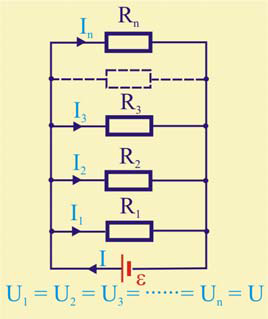 Rₙ
Iₙ
R₃
I₃
R₂
I₂
R₁
I₁
I
ε
U₁ = U₂ = U₃ = ······ = Uₙ = U